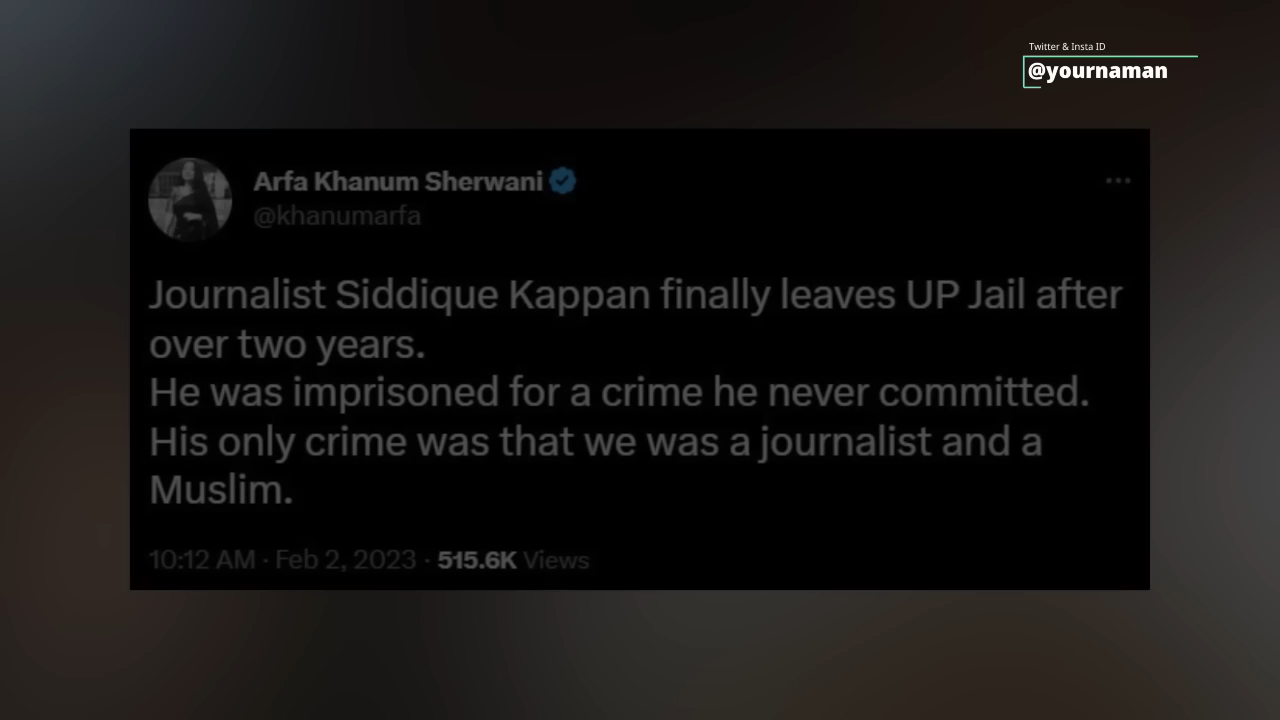 Twitter & Insta ID
@yournaman
Arfa Khanum Sherwani
@khanumarfa
Journalist Siddique Kappan finally leaves UP Jail after
over two years.
He was imprisoned for a crime he never committed.
His only crime was that we was a journalist and a
Muslim.
10:12 AM · Feb 2, 2023 · 515.6K Views